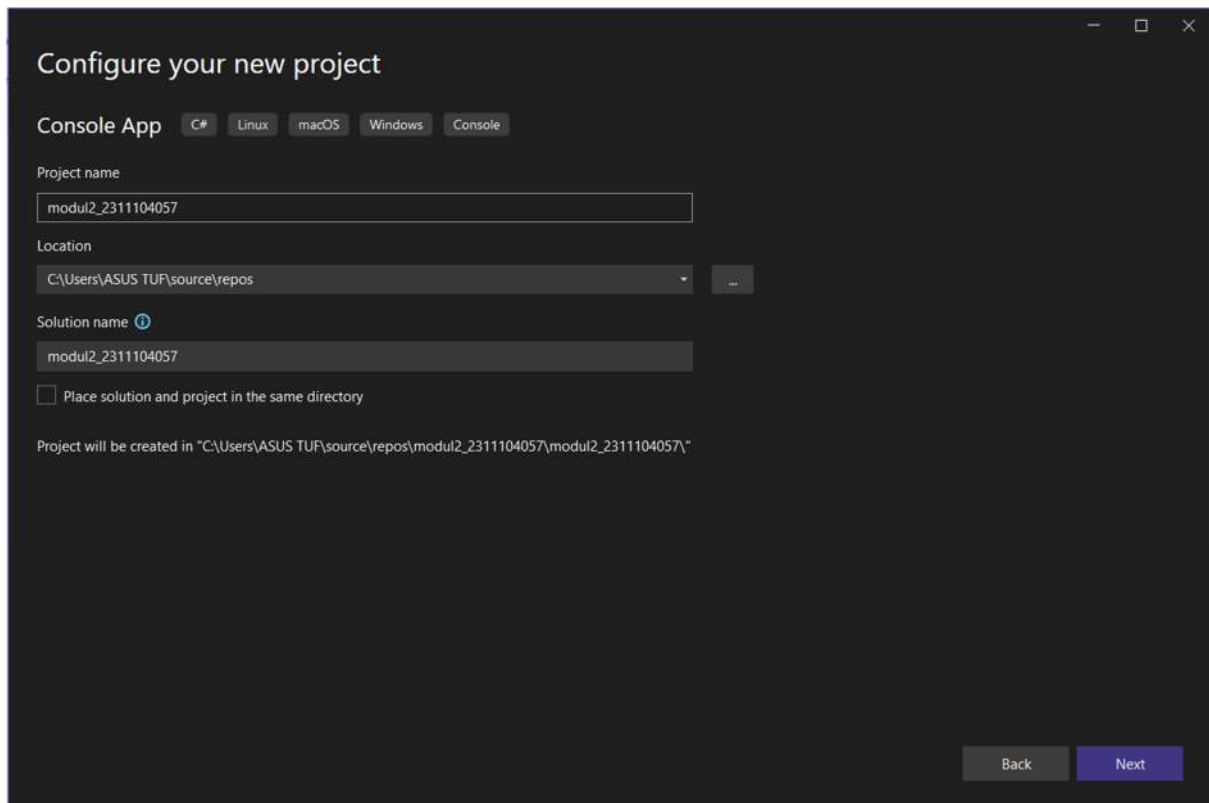 Configure your new project
Console App C# Linux macOS Windows Console
Project name
modul2_2311104057
Location
C:\Users\ASUS TUF\source\repos
...
Solution name
modul2_2311104057
Place solution and project in the same directory
Project will be created in "C:\Users\ASUS TUF\source\repos\modul2_2311104057\modul2_2311104057\"
Back Next